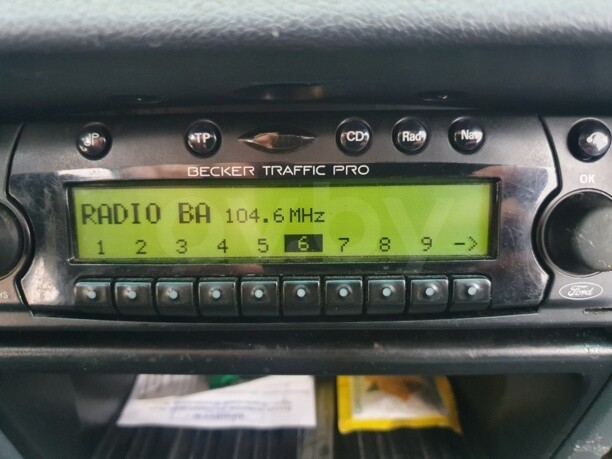 TP
CD
Rad
Nav
BECKER TRAFFIC PRO
OK
RADIO BA 104.6 MHz
1 2 3 4 5 6 7 8 9 ->
Ford